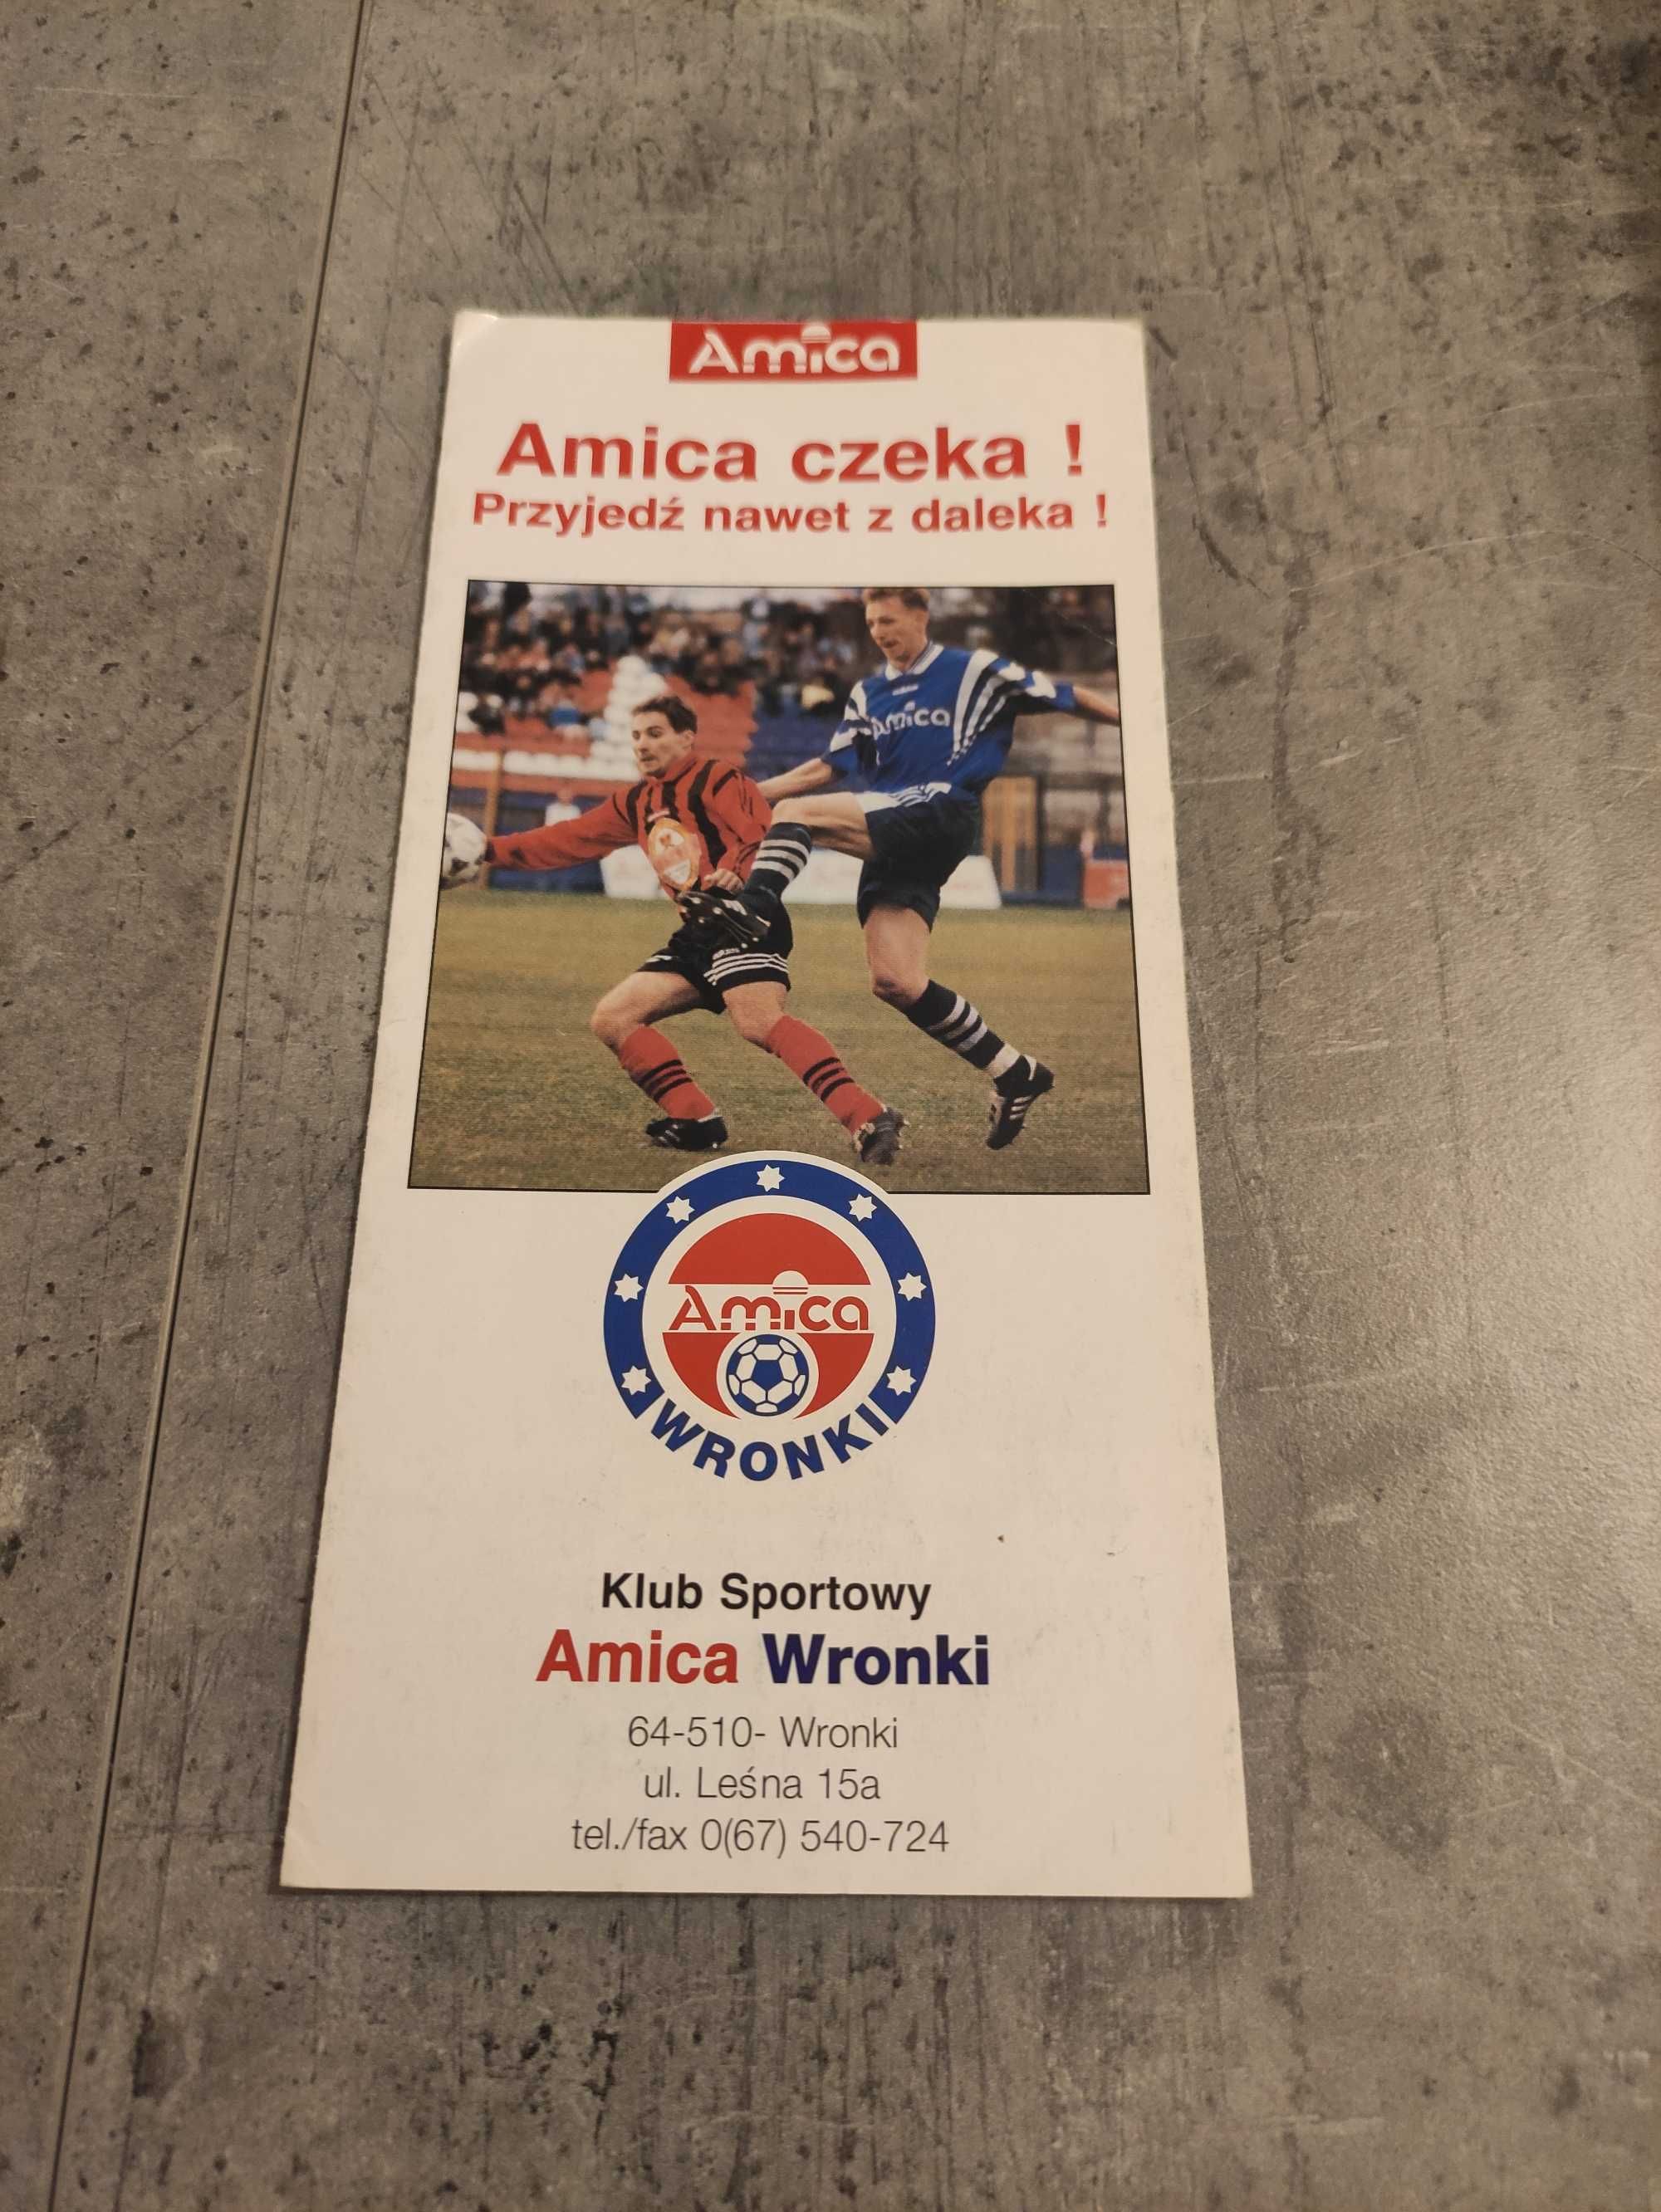 Amica
Amica czeka !
Przyjedź nawet z daleka !
Amica
Amica
WRONKI
Klub Sportowy
Amica Wronki
64-510- Wronki
ul. Leśna 15a
tel./fax 0(67) 540-724